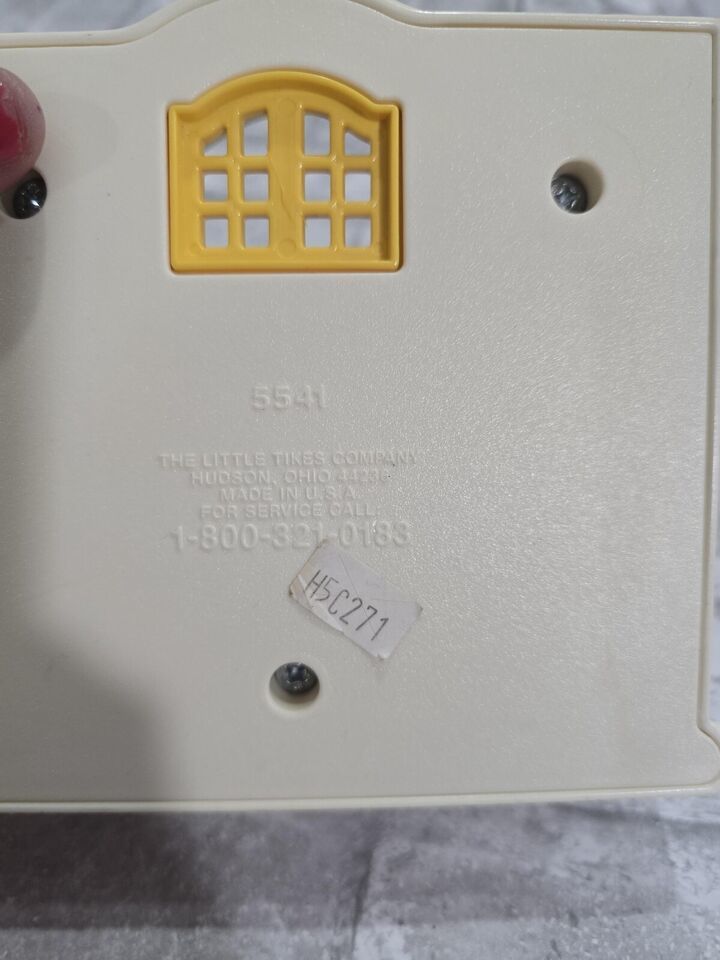 5541
THE LITTLE TIKES COMPANY
HUDSON, OHIO 44236
MADE IN U.S.A.
FOR SERVICE CALL:
1-800-321-0183
H5C271